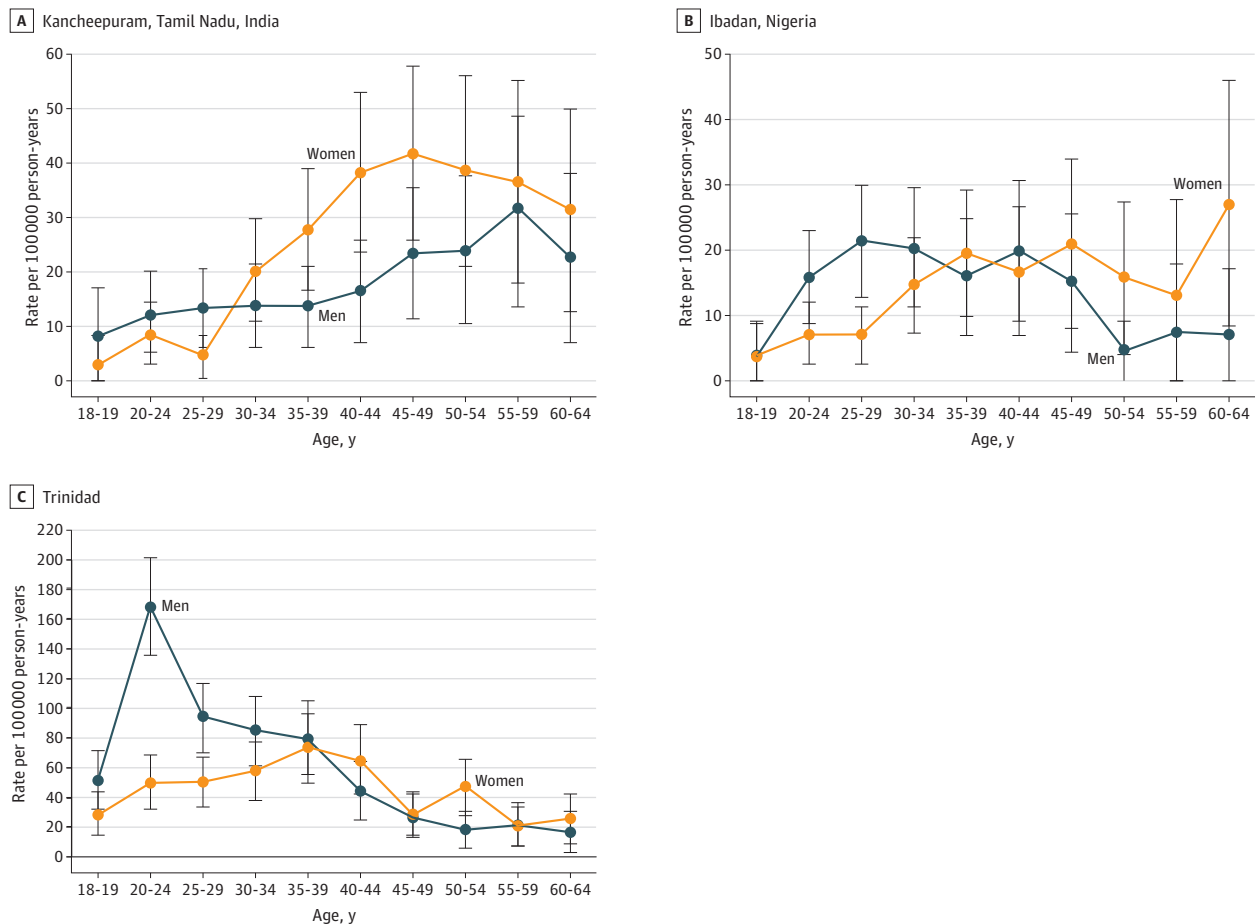 A Kancheepuram, Tamil Nadu, India
60
50
40
30
20
10
0
Rate per 100 000 person-years
Women
Men
18-19 20-24 25-29 30-34 35-39 40-44 45-49 50-54 55-59 60-64
Age, y
B Ibadan, Nigeria
50
40
30
20
10
0
Rate per 100 000 person-years
Women
Men
18-19 20-24 25-29 30-34 35-39 40-44 45-49 50-54 55-59 60-64
Age, y
C Trinidad
220
200
180
160
140
120
100
80
60
40
20
0
Rate per 100 000 person-years
Men
Women
18-19 20-24 25-29 30-34 35-39 40-44 45-49 50-54 55-59 60-64
Age, y